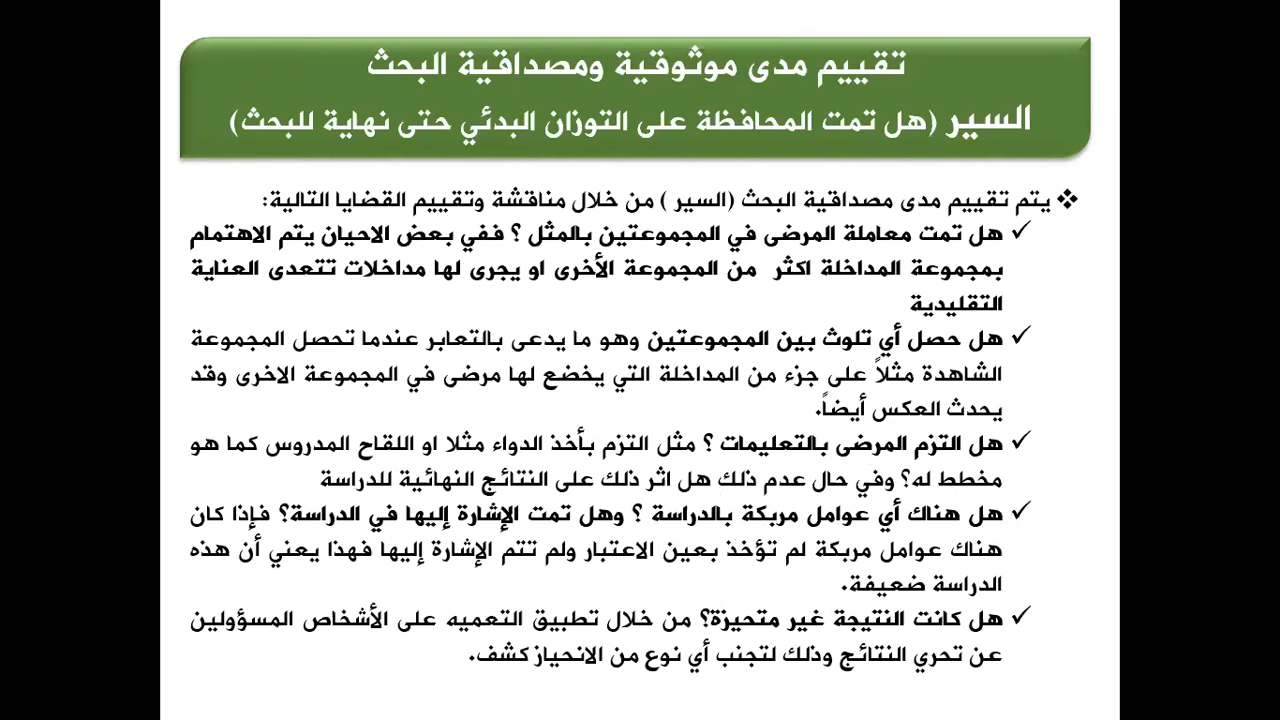 تقييم مدى موثوقية ومصداقية البحث
السير (هل تمت المحافظة على التوزان البدئي حتى نهاية للبحث)
❖ يتم تقييم مدى مصداقية البحث (السير ) من خلال مناقشة وتقييم القضايا التالية:
✓ هل تمت معاملة المرضى في المجموعتين بالمثل ؟ ففي بعض الاحيان يتم الاهتمام
بمجموعة المداخلة اكثر من المجموعة الأخرى او يجرى لها مداخلات تتعدى العناية
التقليدية
✓ هل حصل أي تلوث بين المجموعتين وهو ما يدعى بالتعابر عندما تحصل المجموعة
الشاهدة مثلاً على جزء من المداخلة التي يخضع لها مرضى في المجموعة الاخرى وقد
يحدث العكس أيضاً.
✓ هل التزم المرضى بالتعليمات ؟ مثل التزم بأخذ الدواء مثلا او اللقاح المدروس كما هو
مخطط له؟ وفي حال عدم ذلك هل اثر ذلك على النتائج النهائية للدراسة
✓ هل هناك أي عوامل مربكة بالدراسة ؟ وهل تمت الإشارة إليها في الدراسة؟ فإذا كان
هناك عوامل مربكة لم تؤخذ بعين الاعتبار ولم تتم الإشارة إليها فهذا يعني أن هذه
الدراسة ضعيفة.
✓ هل كانت النتيجة غير متحيزة؟ من خلال تطبيق التعميه على الأشخاص المسؤولين
عن تحري النتائج وذلك لتجنب أي نوع من الانحياز كشف.